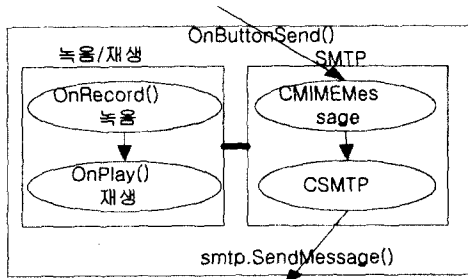 OnButtonSend()
녹음/재생
SMTP
OnRecord()
녹음
CMIMEMes
sage
OnPlay()
재생
CSMTP
smtp.SendMessage()